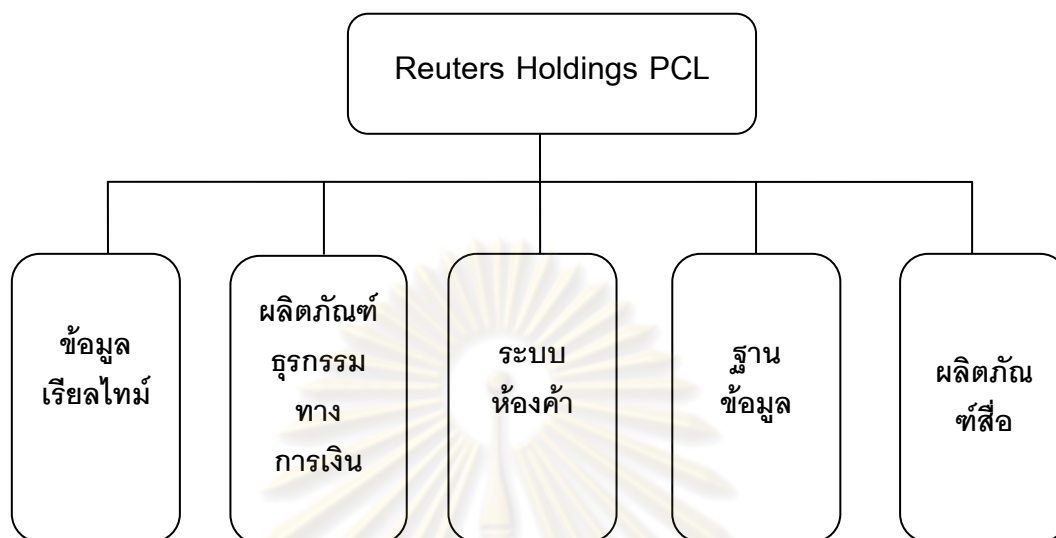 Reuters Holdings PCL
ข้อมูล
เรียลไทม์
ผลิตภัณฑ์
ธุรกรรม
ทาง
การเงิน
ระบบ
ห้องค้า
ฐาน
ข้อมูล
ผลิตภัณ
ฑ์สื่อ